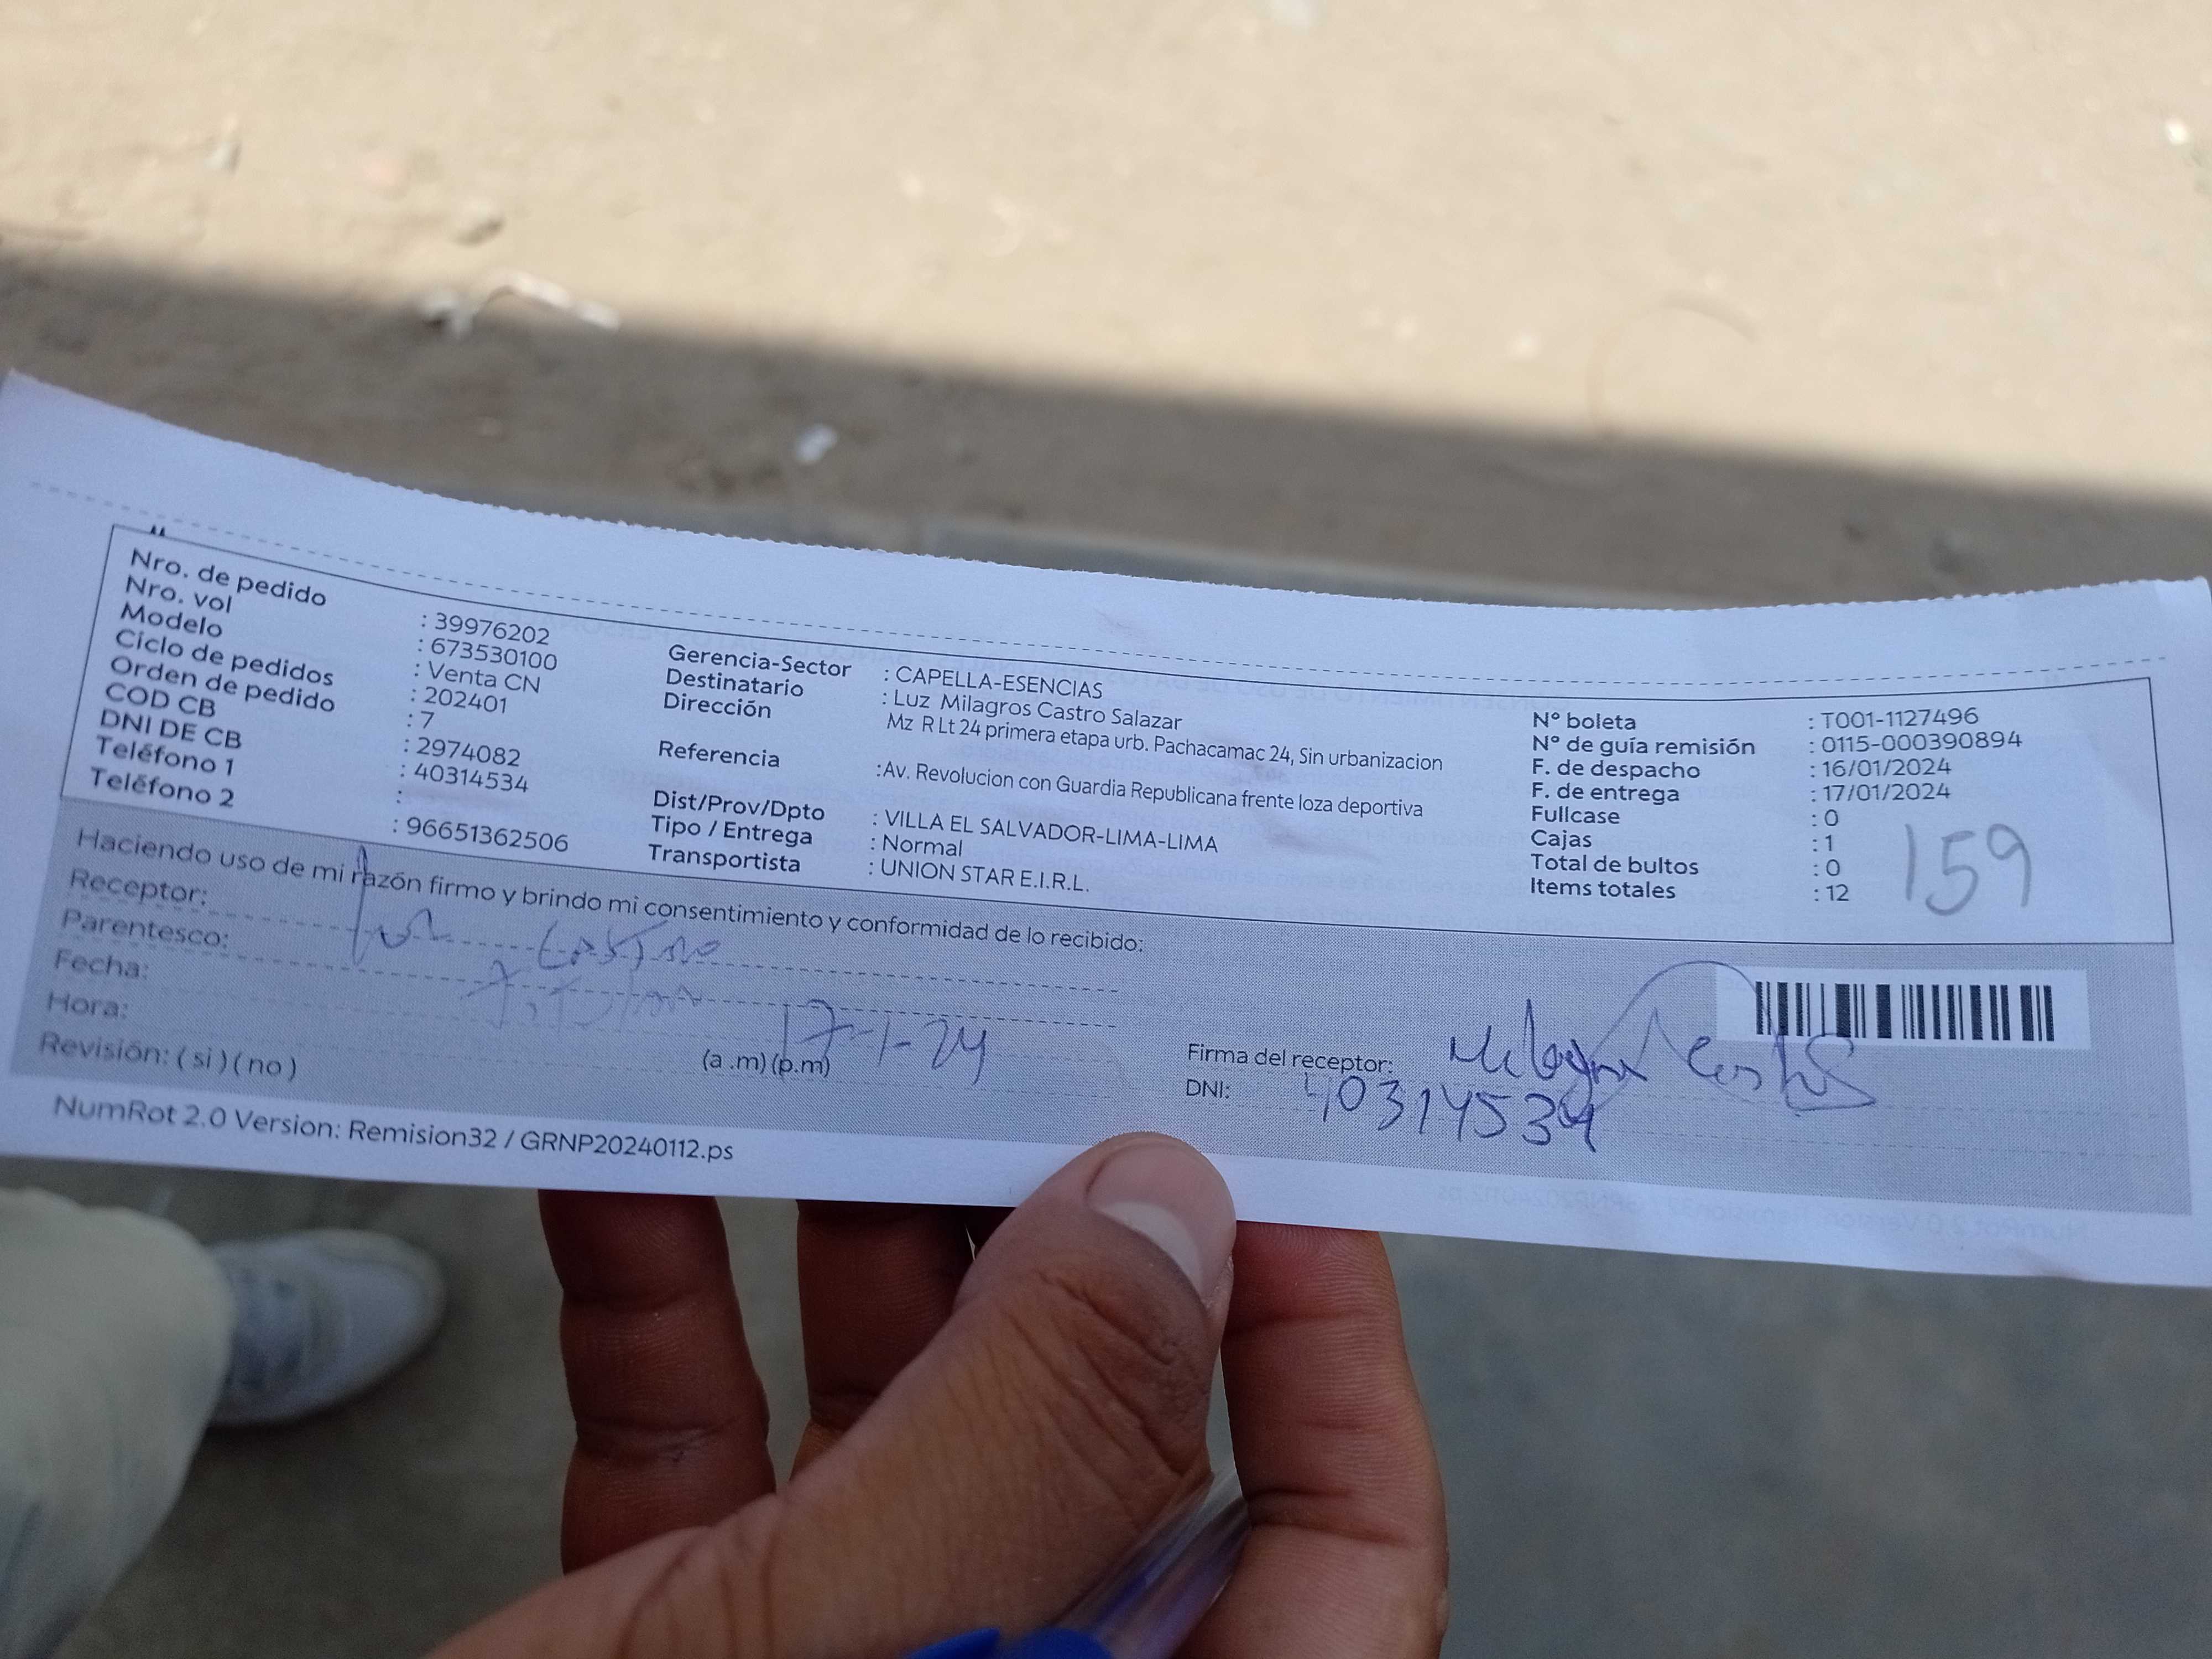 Nro. de pedido : 39976202
Nro. vol : 673530100
Modelo : Venta CN
Ciclo de pedidos : 202401
Orden de pedido : 7
COD CB : 2974082
DNI DE CB : 40314534
Teléfono 1 :
Teléfono 2 : 96651362506
Gerencia-Sector : CAPELLA-ESENCIAS
Destinatario : Luz Milagros Castro Salazar
Dirección Mz R Lt 24 primera etapa urb. Pachacamac 24, Sin urbanizacion
Referencia :Av. Revolucion con Guardia Republicana frente loza deportiva
Dist/Prov/Dpto : VILLA EL SALVADOR-LIMA-LIMA
Tipo / Entrega : Normal
Transportista : UNION STAR E.I.R.L.
N° boleta : T001-1127496
N° de guía remisión : 0115-000390894
F. de despacho : 16/01/2024
F. de entrega : 17/01/2024
Fullcase : 0
Cajas : 1
Total de bultos : 0
Items totales : 12
159
Haciendo uso de mi razón firmo y brindo mi consentimiento y conformidad de lo recibido:
Receptor: Luz Castro
Parentesco:
Fecha: 17-1-24
Hora: (a .m) (p.m)
Revisión: ( si ) ( no )
Firma del receptor: Milagros Castro
DNI: 40314534
NumRot 2.0 Version: Remision32 / GRNP20240112.ps